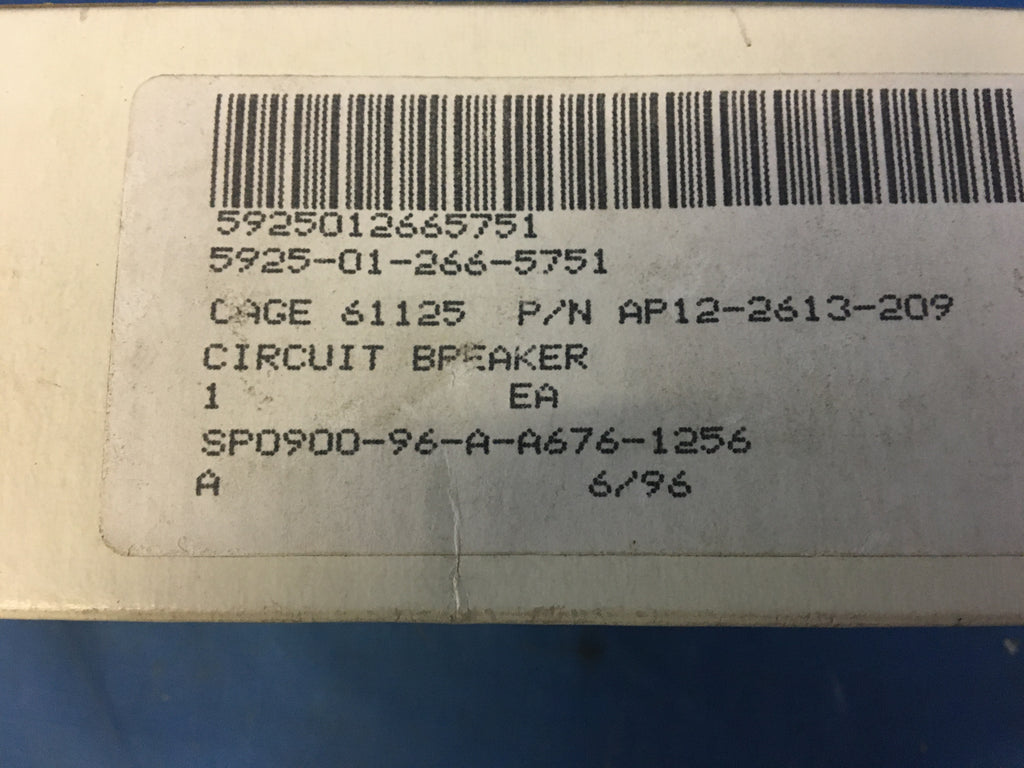 5925012665751
5925-01-266-5751
CAGE 61125 P/N AP12-2613-209
CIRCUIT BREAKER
1 EA
SP0900-96-A-A676-1256
A 6/96